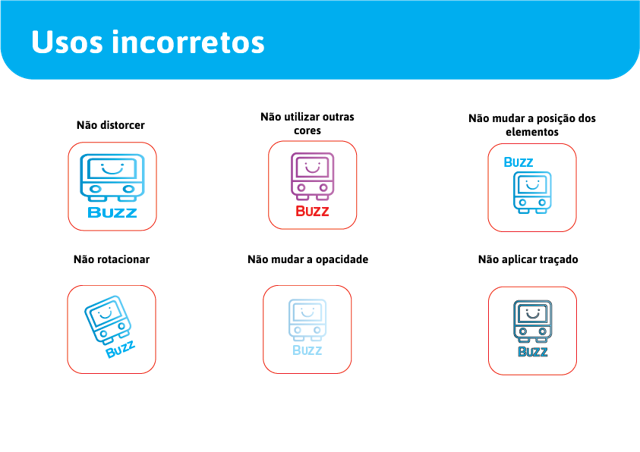 Usos incorretos
Não distorcer
Não utilizar outras
cores
Não mudar a posição dos
elementos
Buzz
Buzz
Buzz
Não rotacionar
Não mudar a opacidade
Não aplicar traçado
Buzz
Buzz
Buzz